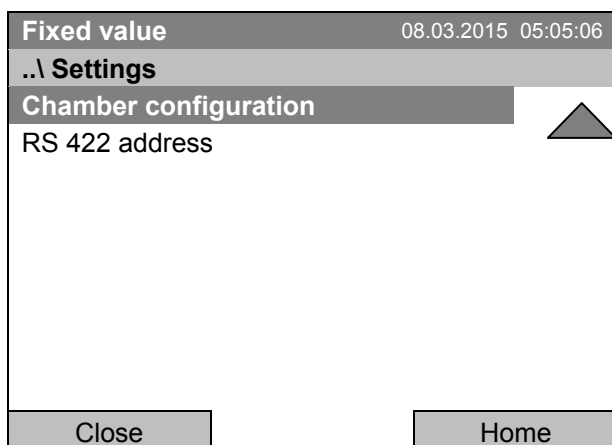 Fixed value 08.03.2015 05:05:06
..\ Settings
Chamber configuration
RS 422 address
Close Home